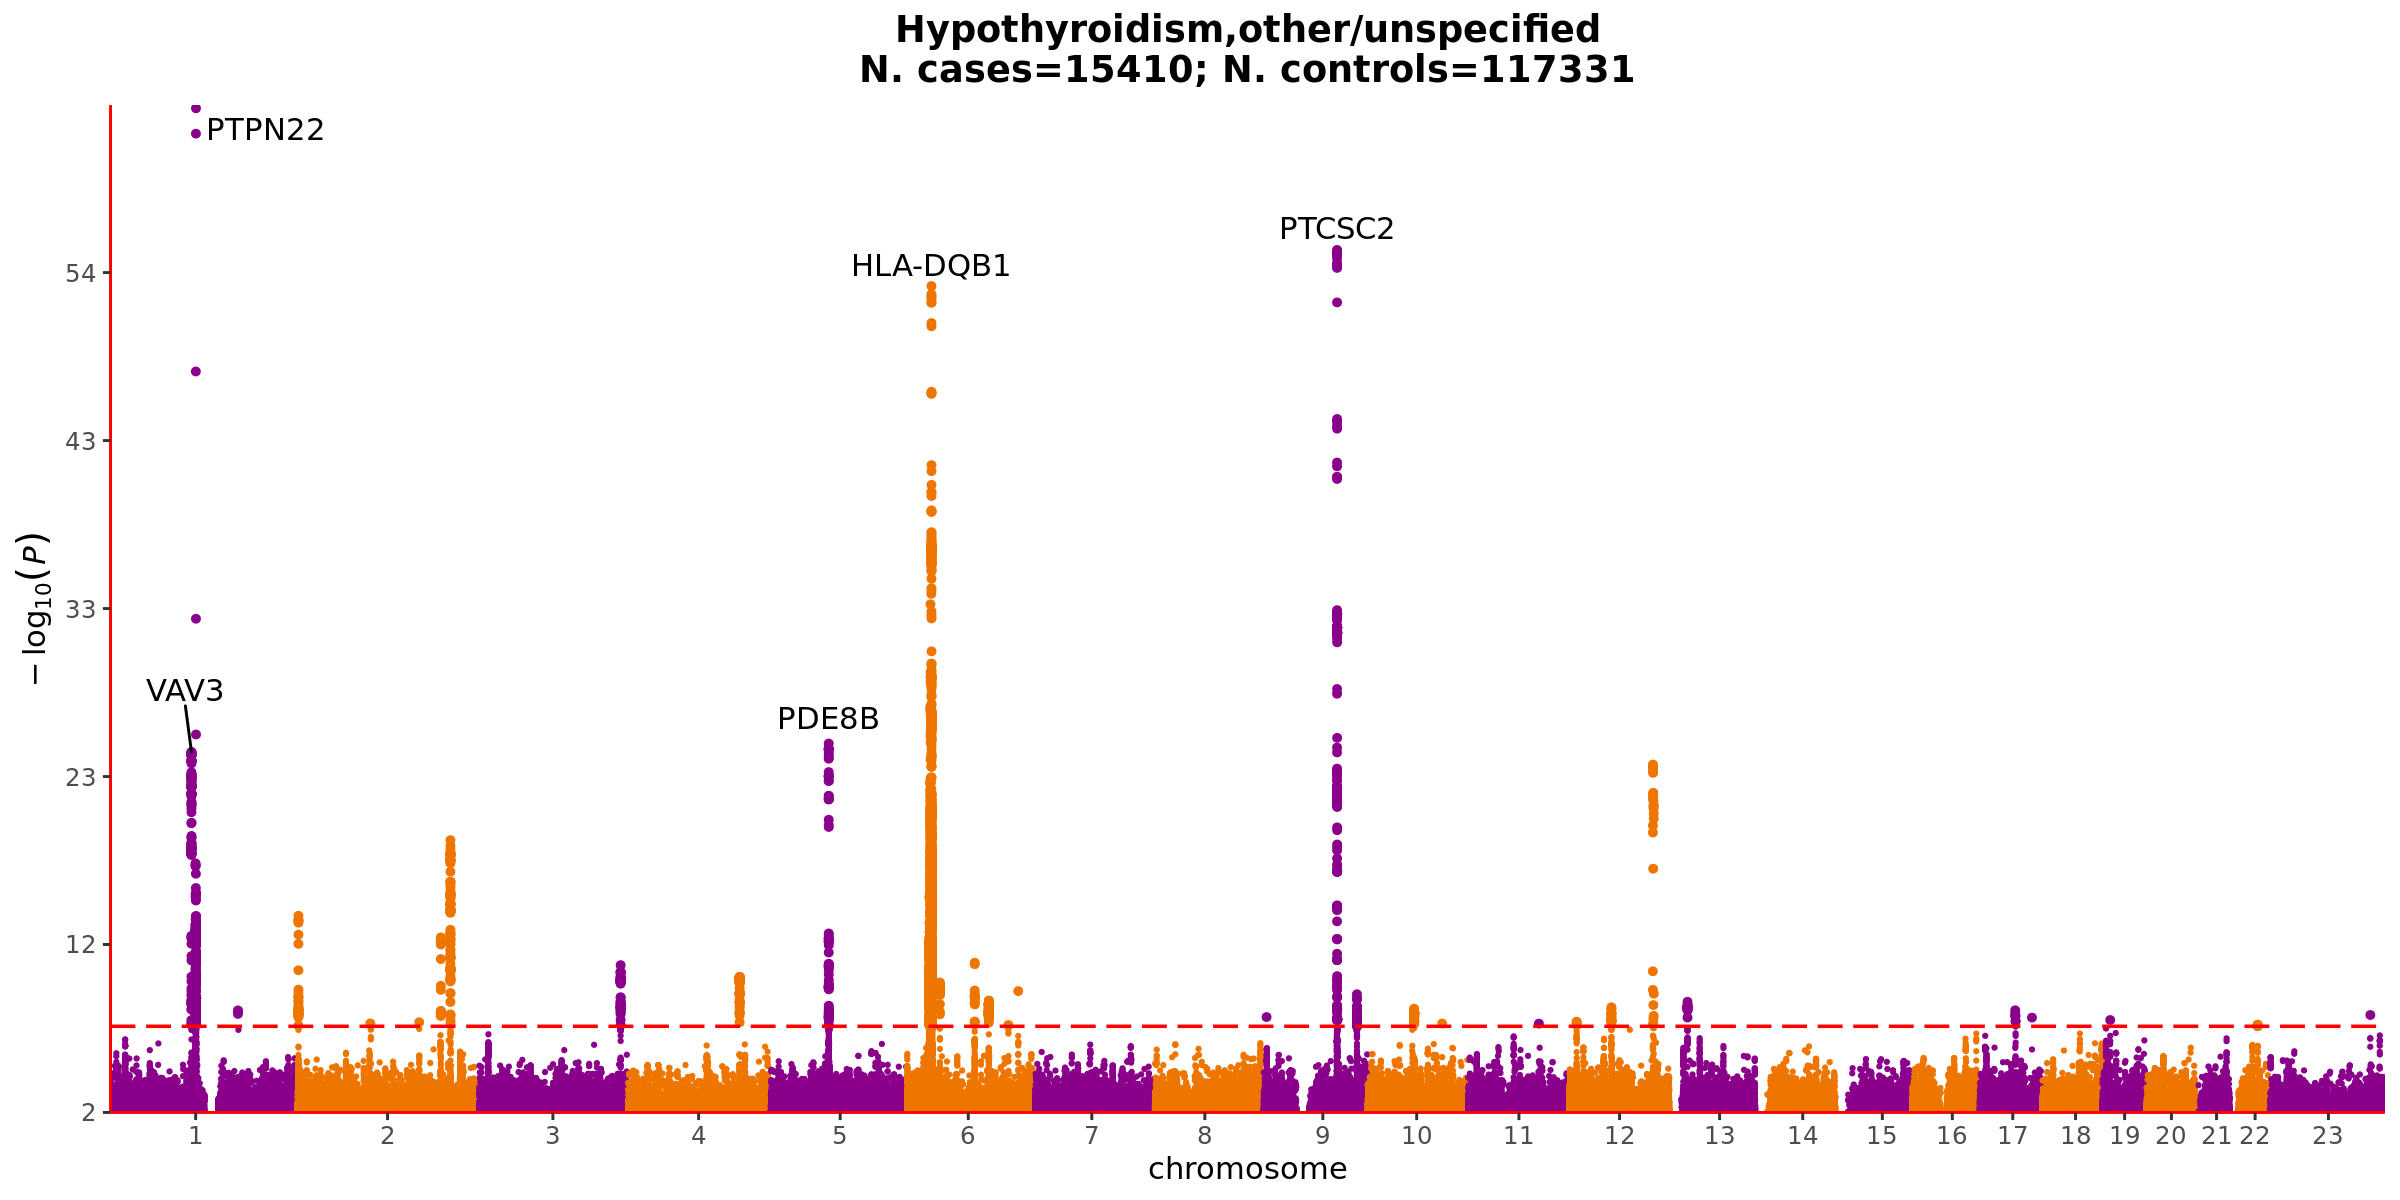 Hypothyroidism,other/unspecified
N. cases=15410; N. controls=117331
PTPN22
PTCSC2
HLA-DQB1
VAV3
PDE8B
54
43
33
23
12
2
−log10(P)
1 2 3 4 5 6 7 8 9 10 11 12 13 14 15 16 17 18 19 20 21 22 23
chromosome